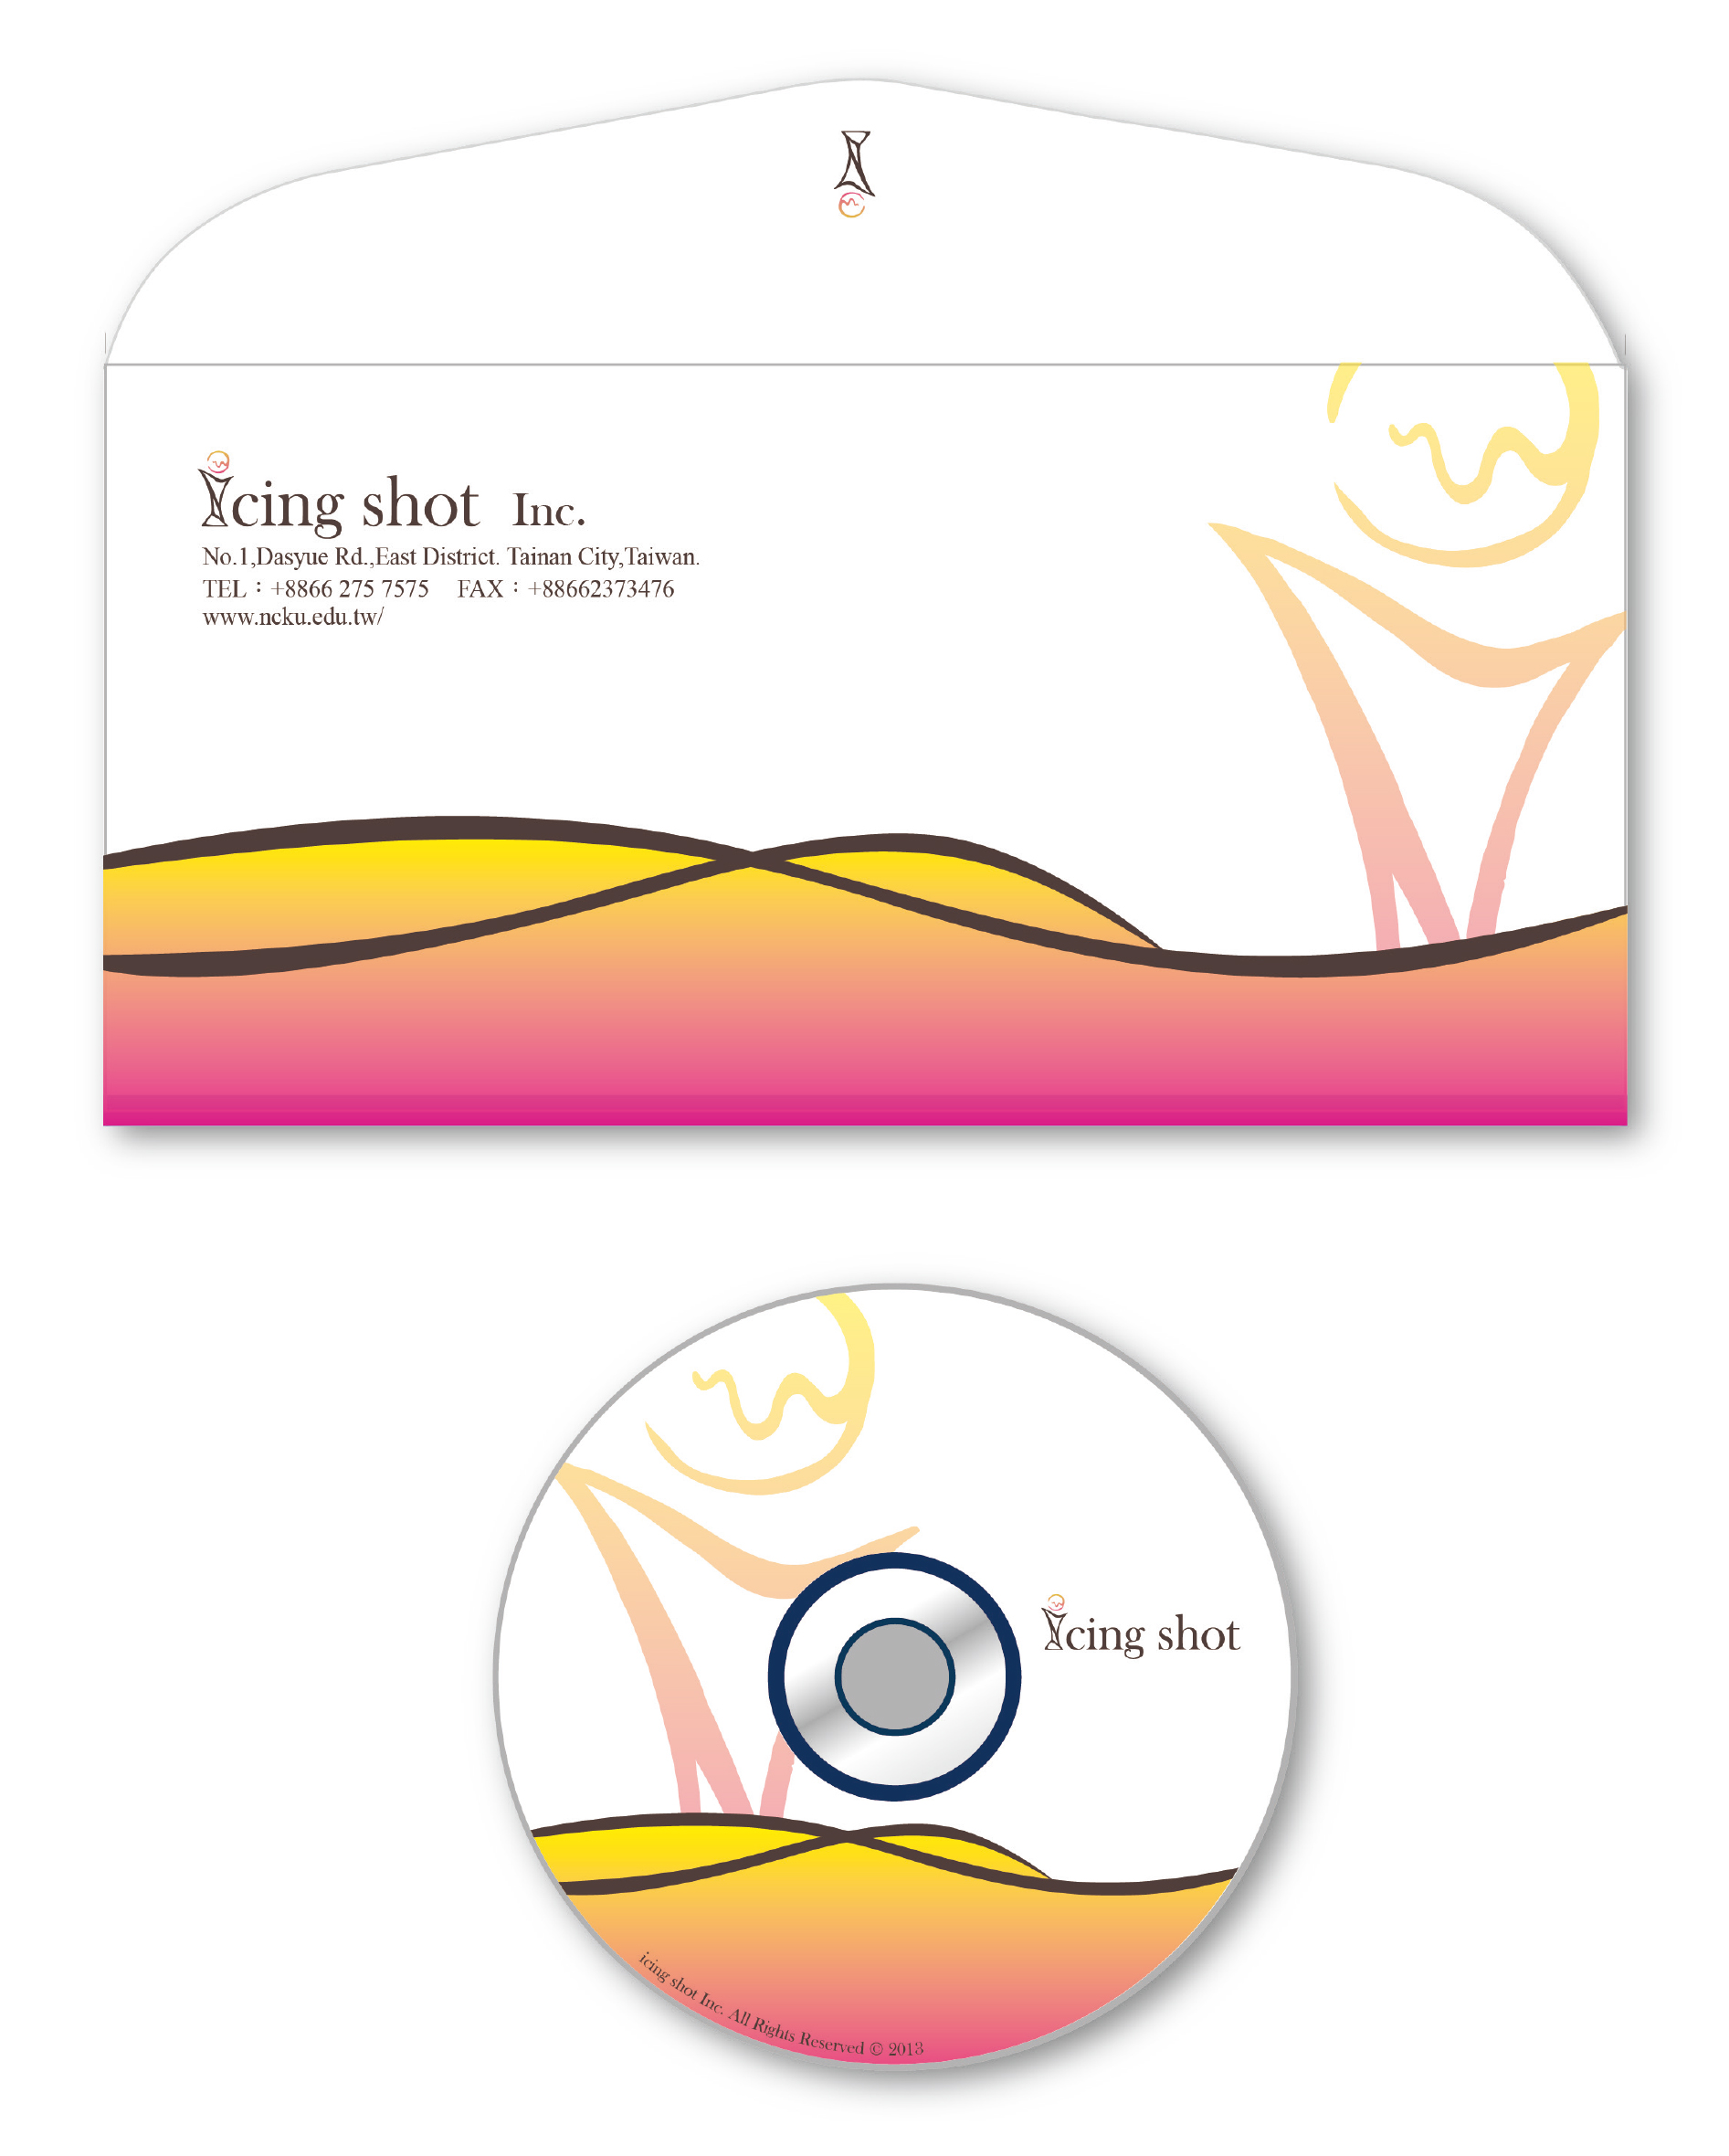 icing shot Inc.
No.1,Dasyue Rd.,East District. Tainan City,Taiwan.
TEL：+8866 275 7575 FAX：+88662373476
www.ncku.edu.tw/
icing shot
icing shot Inc. All Rights Reserved © 2013